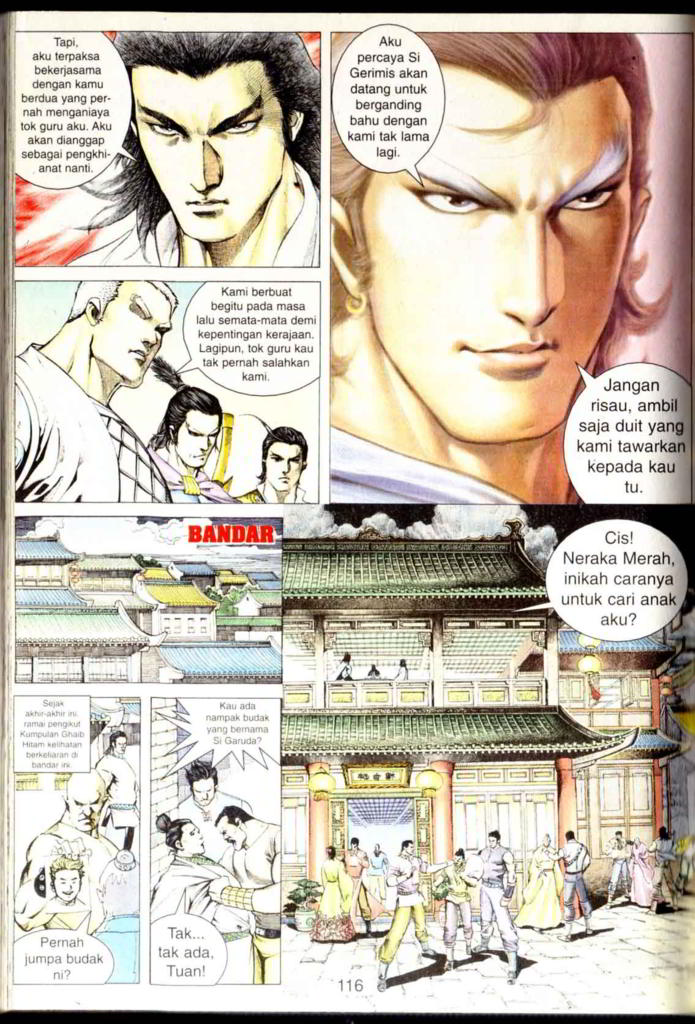 Tapi,
aku terpaksa
bekerjasama
dengan kamu
berdua yang per-
nah menganiaya
tok guru aku. Aku
akan dianggap
sebagai pengkhi-
anat nanti.
Aku
percaya Si
Gerimis akan
datang untuk
berganding
bahu dengan
kami tak lama
lagi.
Kami berbuat
begitu pada masa
lalu semata-mata demi
kepentingan kerajaan.
Lagipun, tok guru kau
tak pernah salahkan
kami.
Jangan
risau, ambil
saja duit yang
kami tawarkan
kepada kau
tu.
BANDAR
Cis!
Neraka Merah,
inikah caranya
untuk cari anak
aku?
Sejak
akhir-akhir ini,
ramai pengikut
Kumpulan Ghaib
Hitam kelihatan
berkeliaran di
bandar ini.
Pernah
jumpa budak
ni?
Kau ada
nampak budak
yang bernama
Si Garuda?
Tak...
tak ada,
Tuan!
116